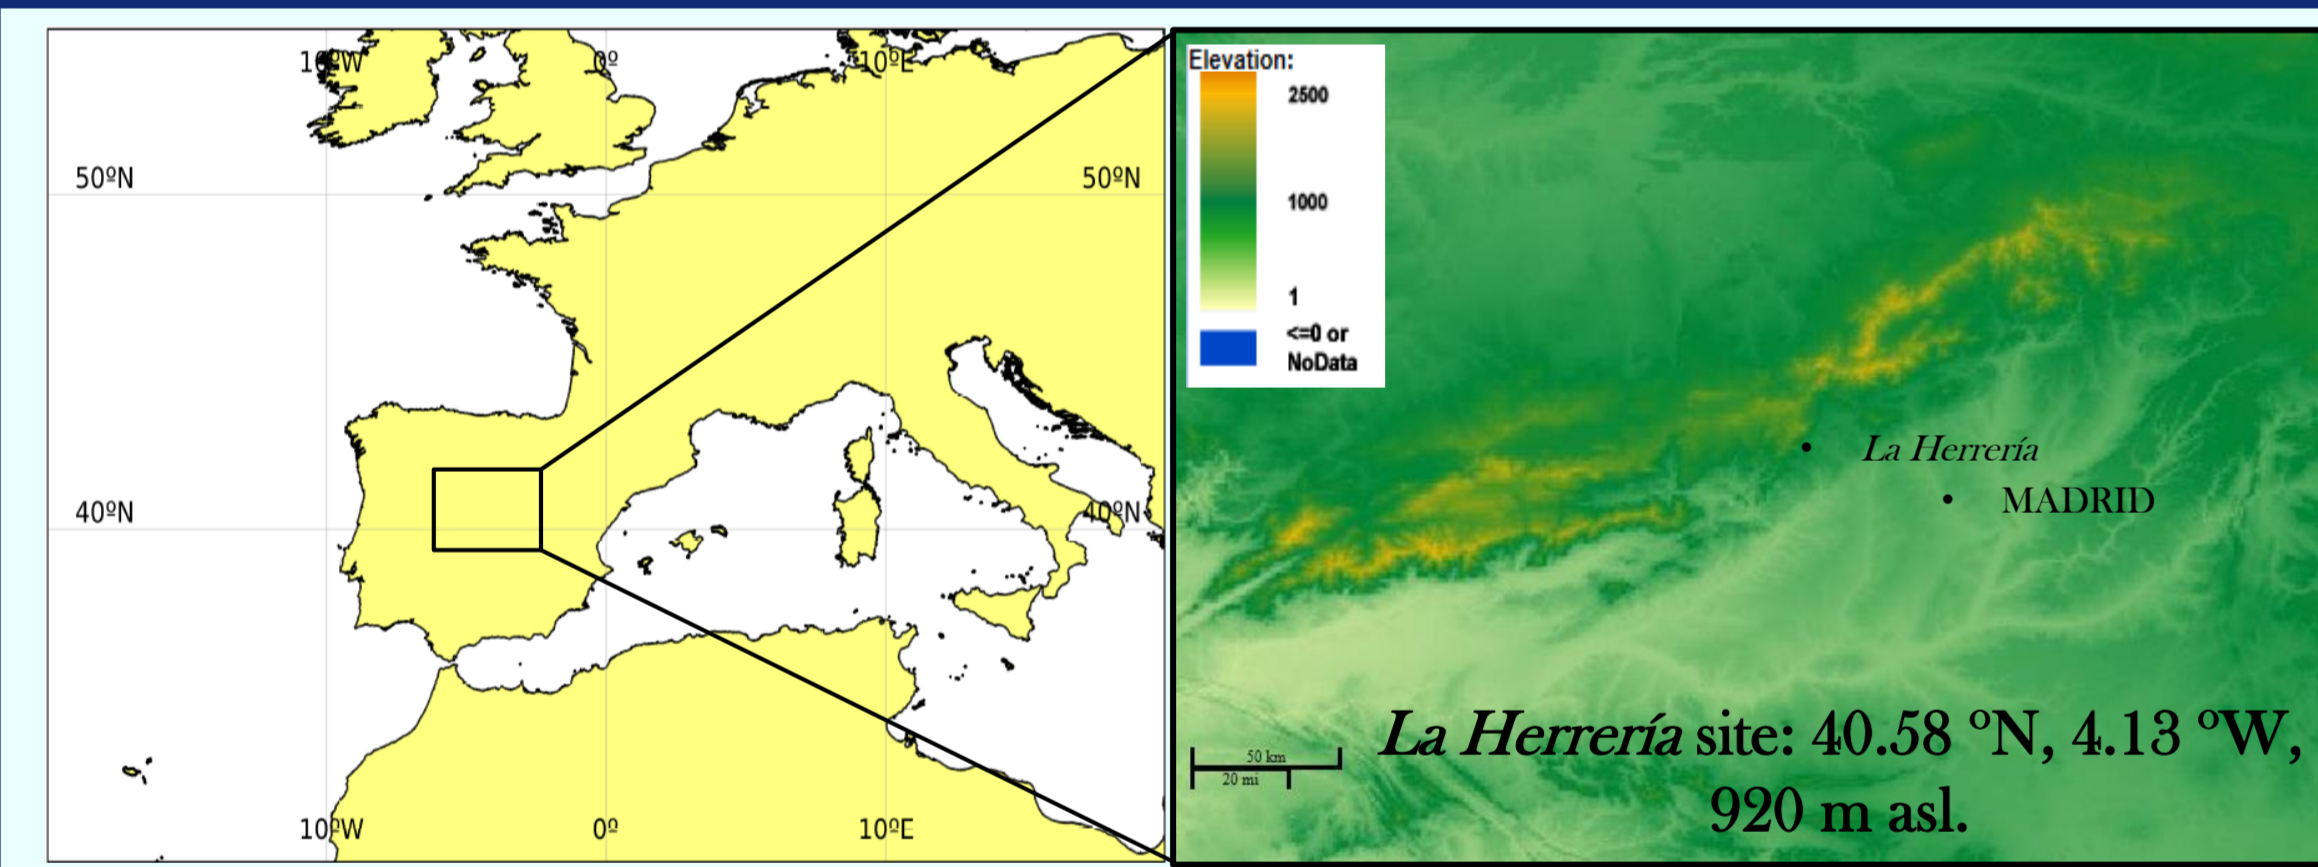 10ºW
0º
10ºE
50ºN
50ºN
40ºN
40ºN
10ºW
0º
10ºE
Elevation:
2500
1000
1
<=0 or
NoData
• La Herrería
• MADRID
50 km
20 mi
La Herrería site: 40.58 ºN, 4.13 ºW,
920 m asl.